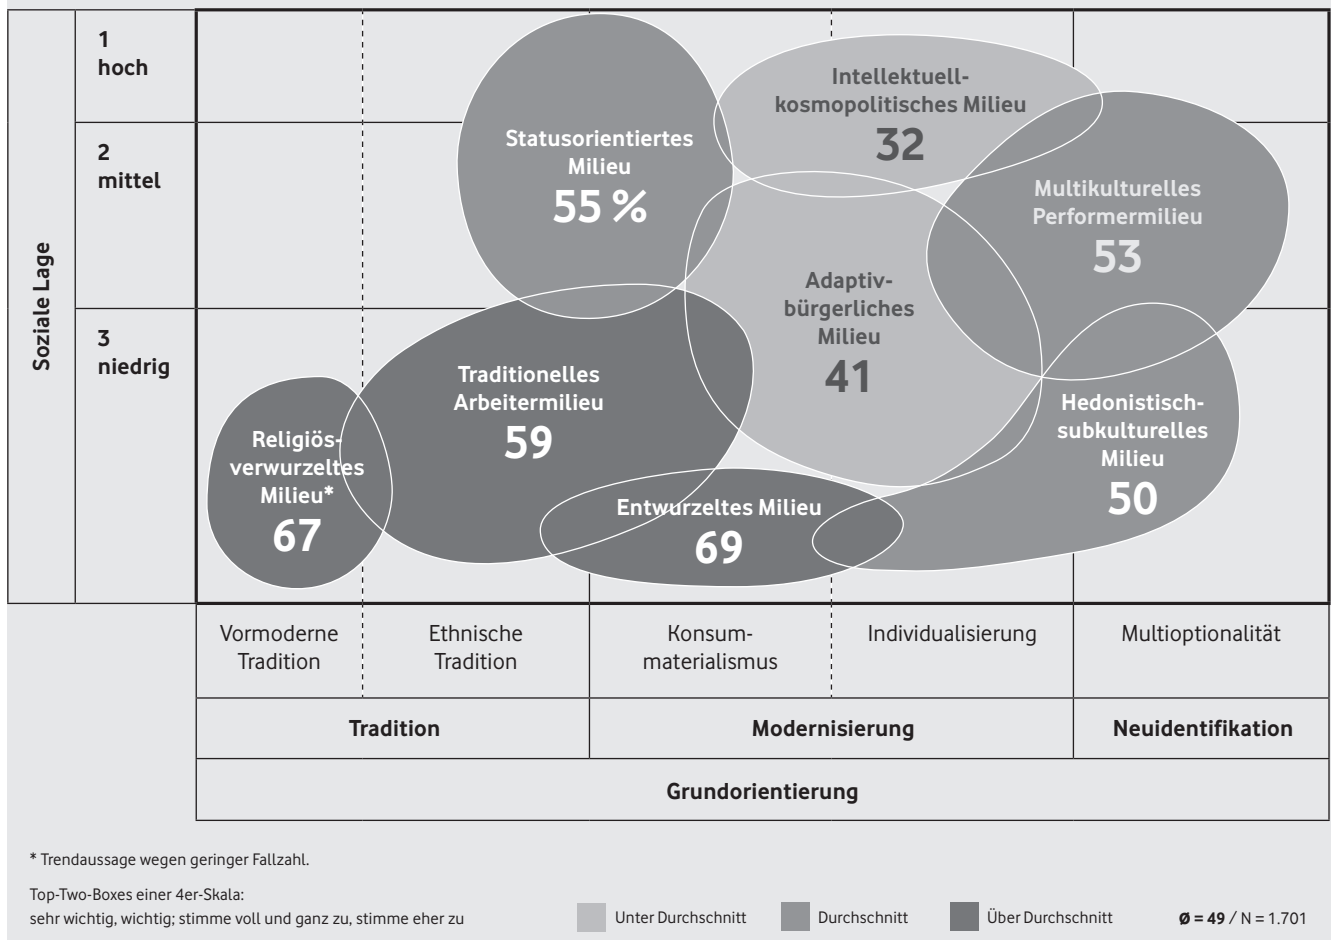 Soziale Lage
1
hoch
2
mittel
3
niedrig
Statusorientiertes
Milieu
55 %
Intellektuell-
kosmopolitisches Milieu
32
Multikulturelles
Performermilieu
53
Adaptiv-
bürgerliches
Milieu
41
Traditionelles
Arbeitermilieu
59
Religiös-
verwurzeltes
Milieu*
67
Entwurzeltes Milieu
69
Hedonistisch-
subkulturelles
Milieu
50
Vormoderne
Tradition
Ethnische
Tradition
Konsum-
materialismus
Individualisierung
Multioptionalität
Tradition
Modernisierung
Neuidentifikation
Grundorientierung
* Trendaussage wegen geringer Fallzahl.
Top-Two-Boxes einer 4er-Skala:
sehr wichtig, wichtig; stimme voll und ganz zu, stimme eher zu
Unter Durchschnitt
Durchschnitt
Über Durchschnitt
Ø = 49 / N = 1.701